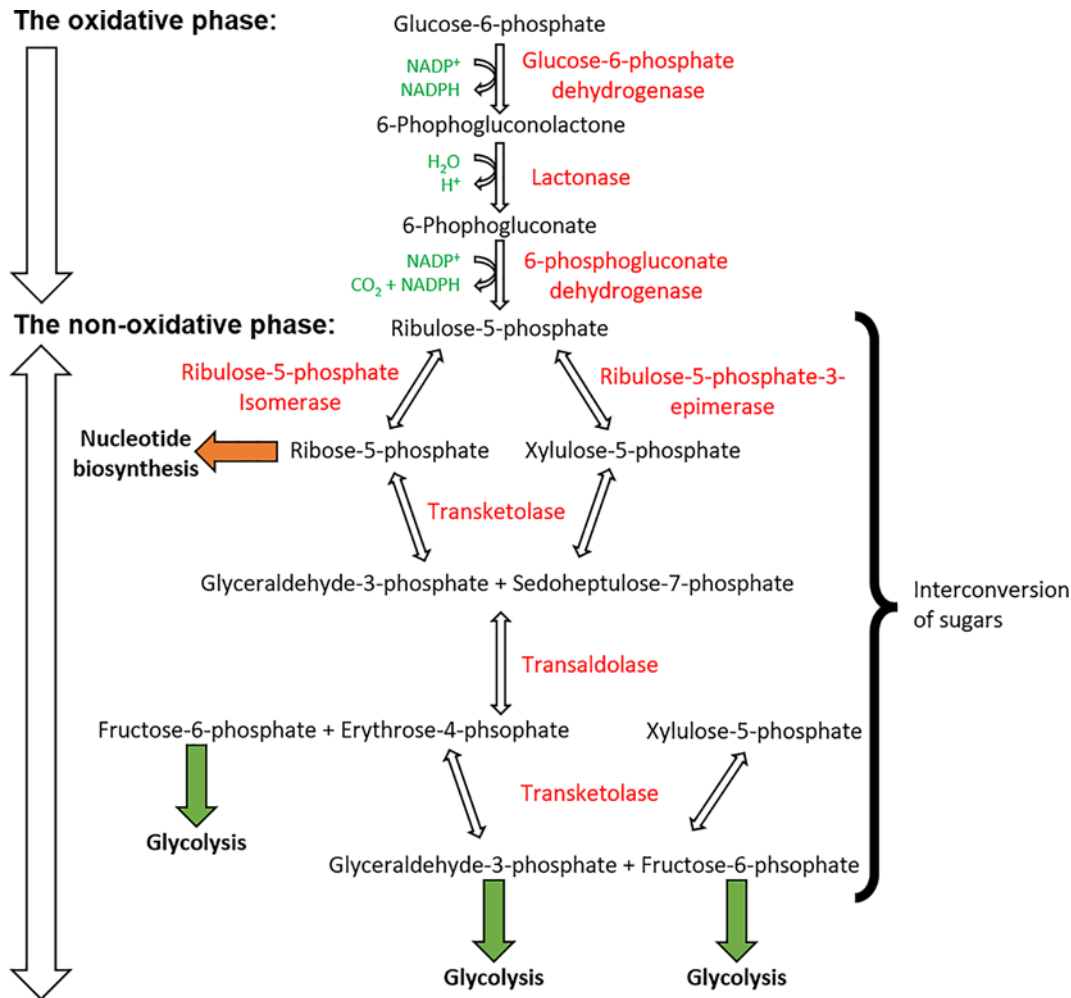 The oxidative phase:
Glucose-6-phosphate
NADP⁺
NADPH
Glucose-6-phosphate
dehydrogenase
6-Phophogluconolactone
H₂O
H⁺
Lactonase
6-Phophogluconate
NADP⁺
CO₂ + NADPH
6-phosphogluconate
dehydrogenase
The non-oxidative phase:
Ribulose-5-phosphate
Ribulose-5-phosphate
Isomerase
Ribulose-5-phosphate-3-
epimerase
Nucleotide
biosynthesis
Ribose-5-phosphate
Xylulose-5-phosphate
Transketolase
Glyceraldehyde-3-phosphate + Sedoheptulose-7-phosphate
Interconversion
of sugars
Transaldolase
Fructose-6-phosphate + Erythrose-4-phsophate
Xylulose-5-phosphate
Transketolase
Glycolysis
Glyceraldehyde-3-phosphate + Fructose-6-phsophate
Glycolysis
Glycolysis